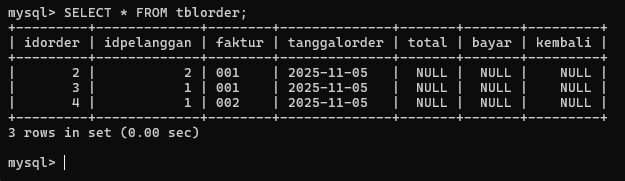 mysql> SELECT * FROM tblorder;
+---------+-------------+--------+--------------+-------+-------+---------+
| idorder | idpelanggan | faktur | tanggalorder | total | bayar | kembali |
+---------+-------------+--------+--------------+-------+-------+---------+
|       2 |           2 | 001    | 2025-11-05   |  NULL |  NULL |    NULL |
|       3 |           1 | 001    | 2025-11-05   |  NULL |  NULL |    NULL |
|       4 |           1 | 002    | 2025-11-05   |  NULL |  NULL |    NULL |
+---------+-------------+--------+--------------+-------+-------+---------+
3 rows in set (0.00 sec)
mysql>